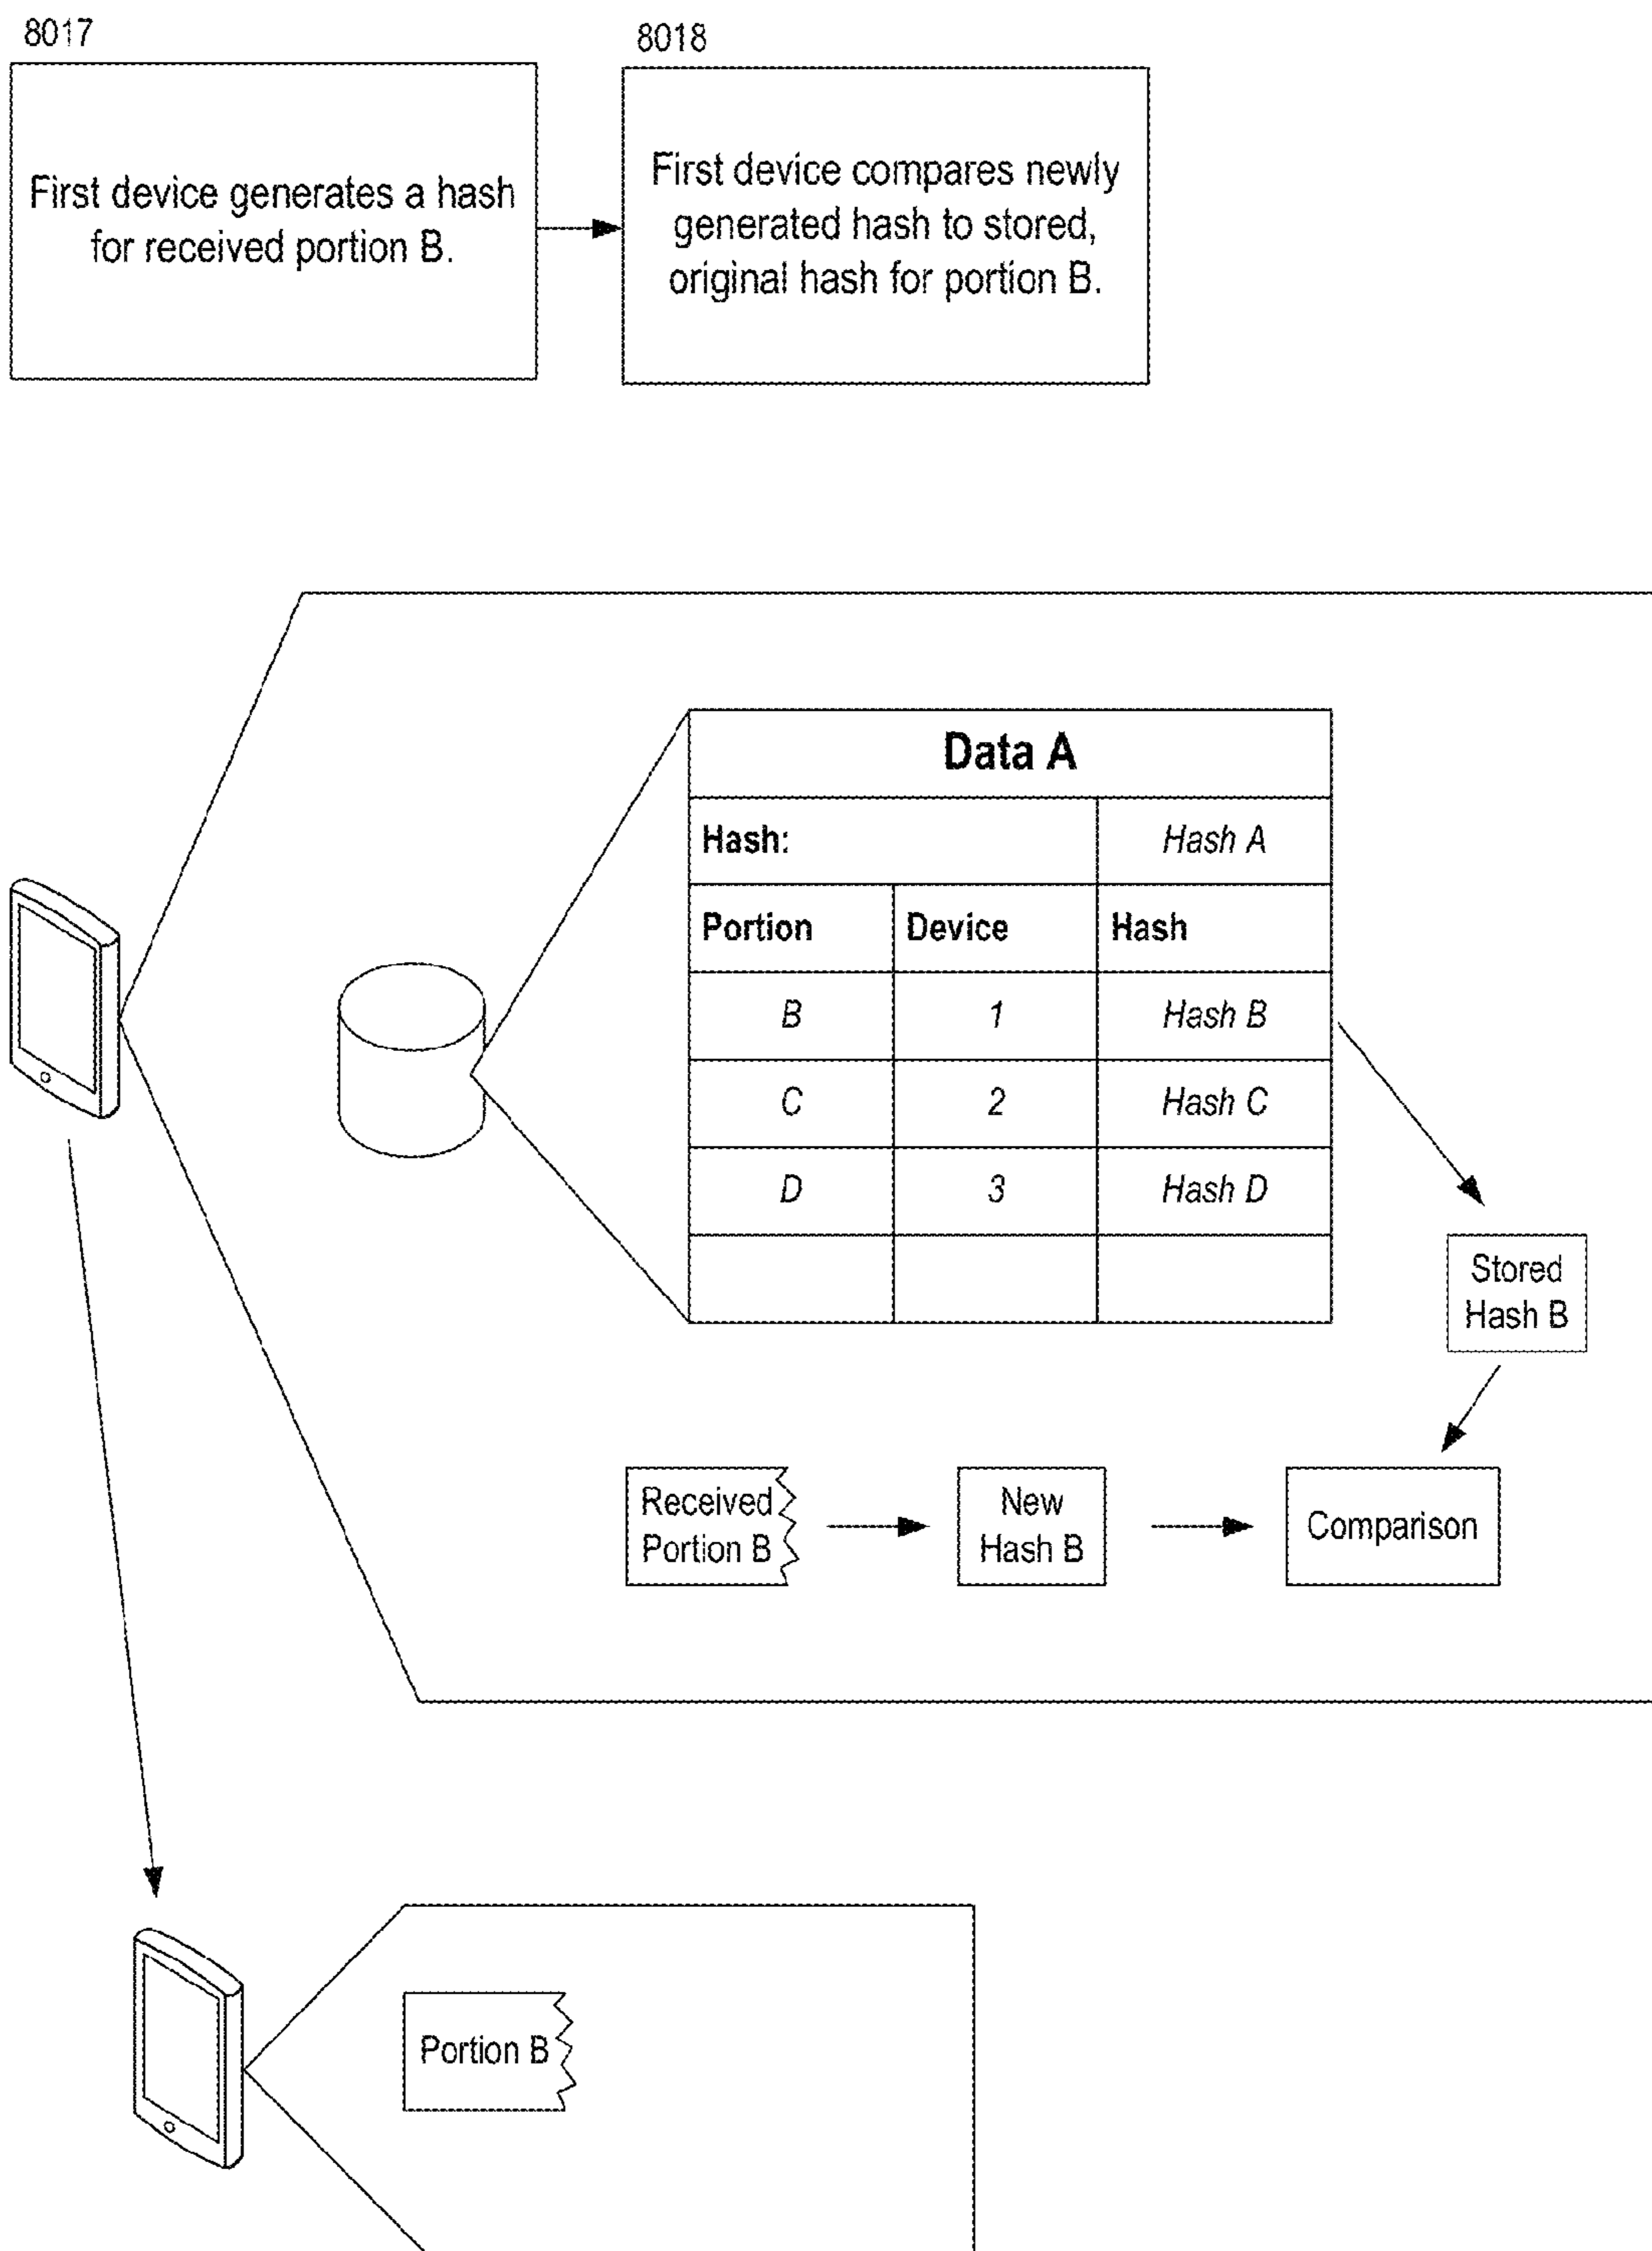 8017
First device generates a hash
for received portion B.
8018
First device compares newly
generated hash to stored,
original hash for portion B.
Data A
Hash: Hash A
Portion Device Hash
B 1 Hash B
C 2 Hash C
D 3 Hash D
Stored
Hash B
Received
Portion B
New
Hash B
Comparison
Portion B